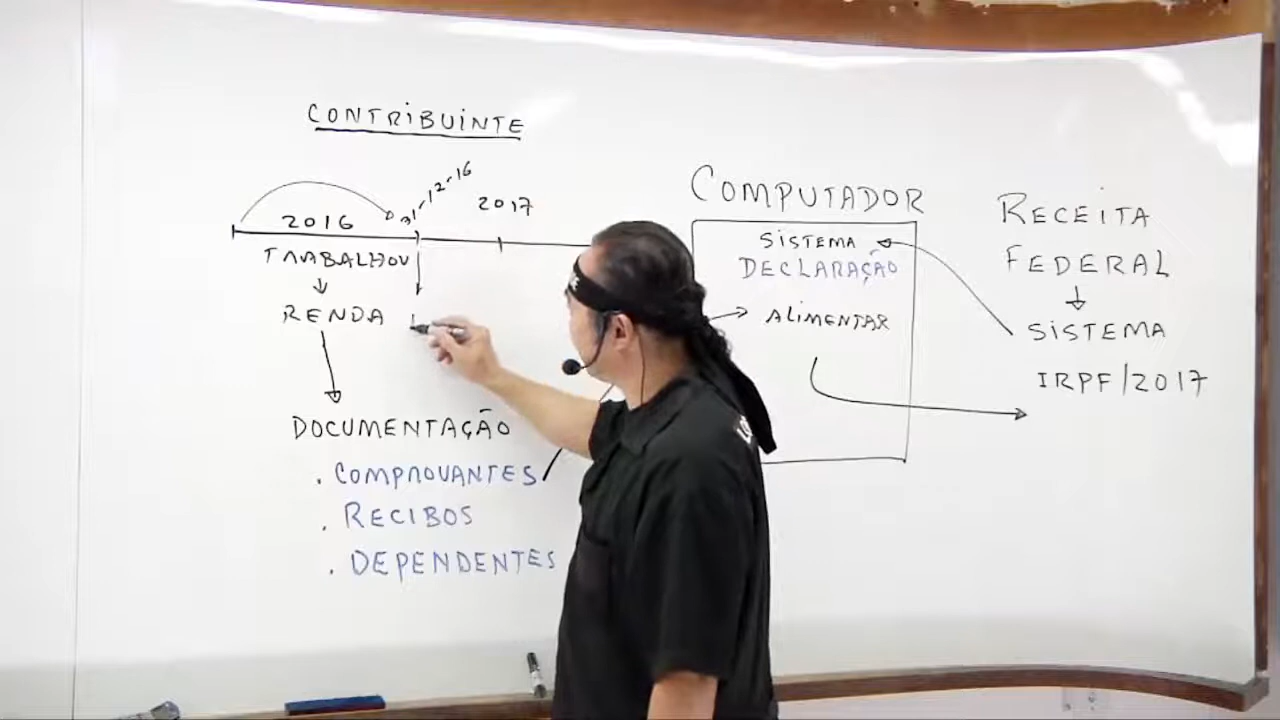 CONTRIBUINTE
31-12-16
2016
2017
TRABALHOU
RENDA
DOCUMENTAÇÃO
. COMPROVANTES
. RECIBOS
. DEPENDENTES
COMPUTADOR
SISTEMA
DECLARAÇÃO
ALIMENTAR
RECEITA
FEDERAL
SISTEMA
IRPF/2017